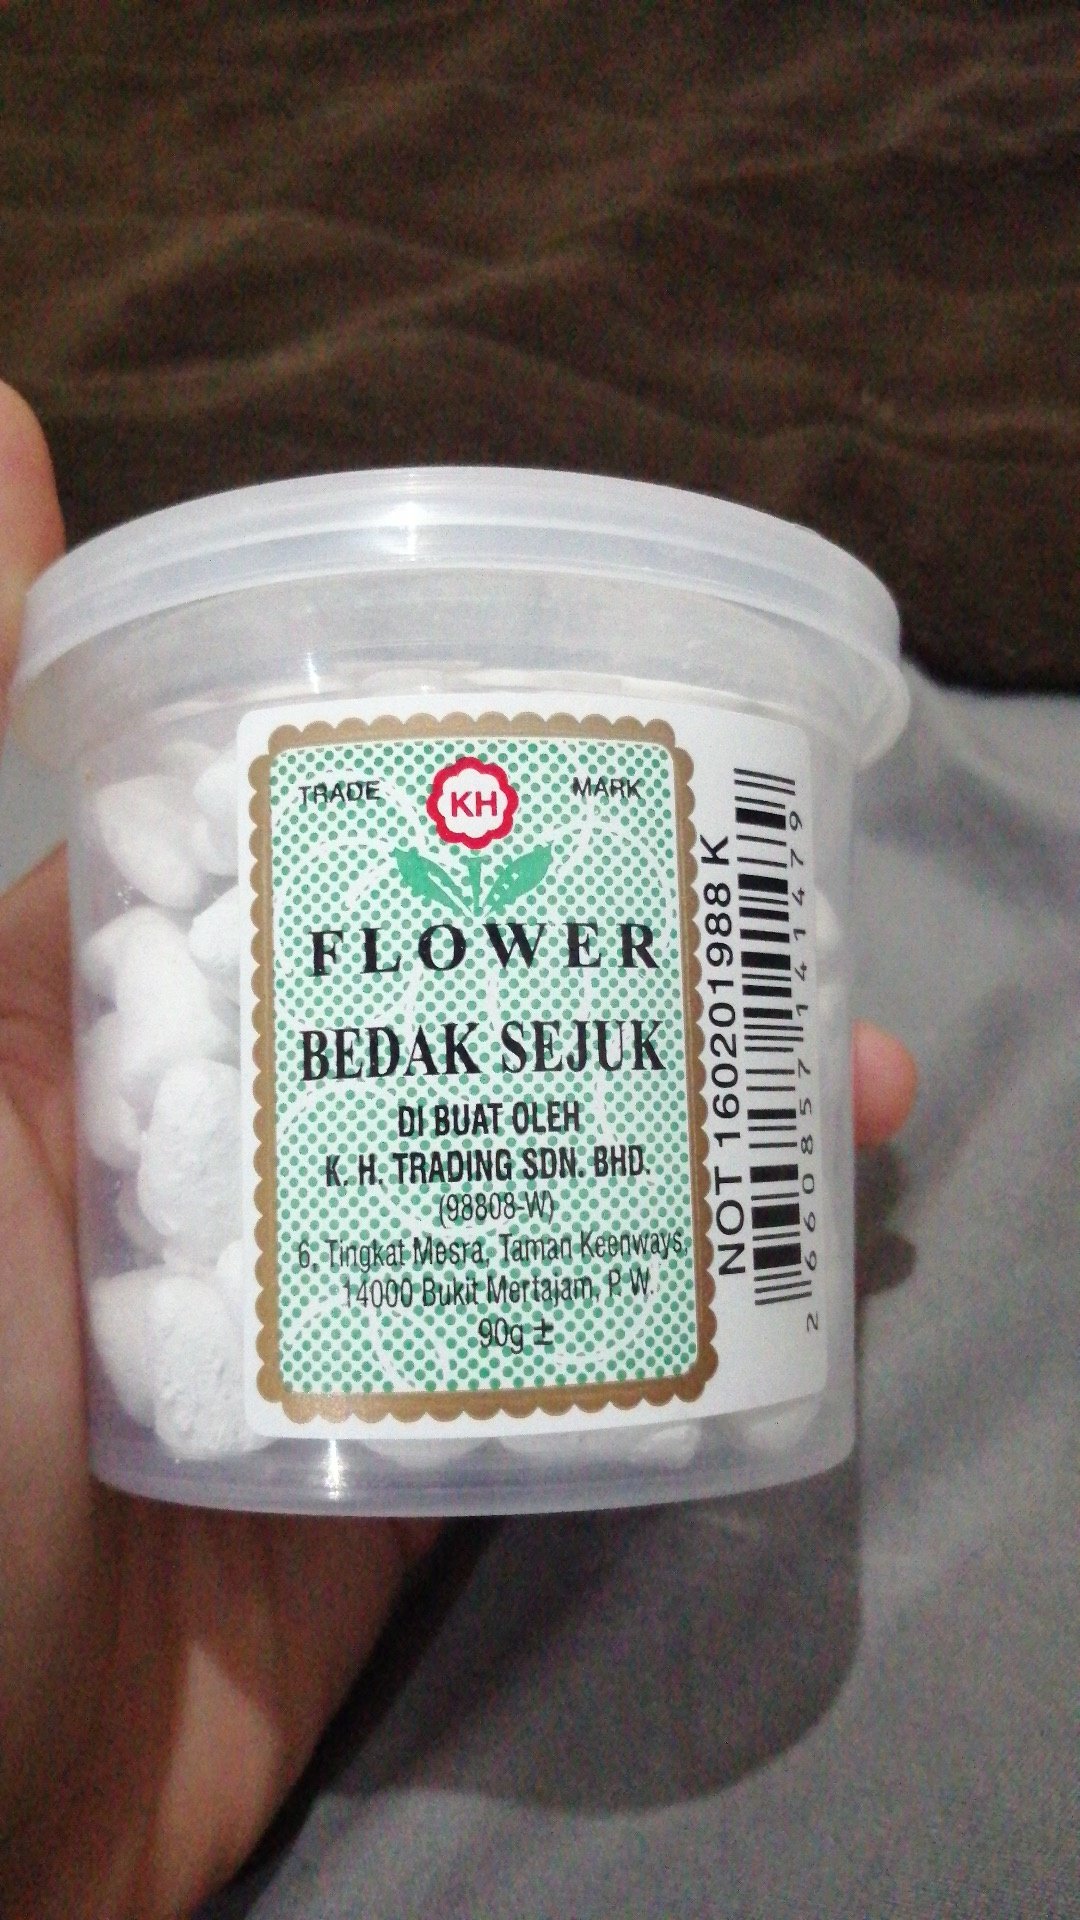 TRADE KH MARK
FLOWER
BEDAK SEJUK
DI BUAT OLEH
K. H. TRADING SDN. BHD.
(98808-W)
6, Tingkat Mesra, Taman Keenways,
14000 Bukit Mertajam, P. W.
90g ±
NOT 160201988 K
2 660857 141479